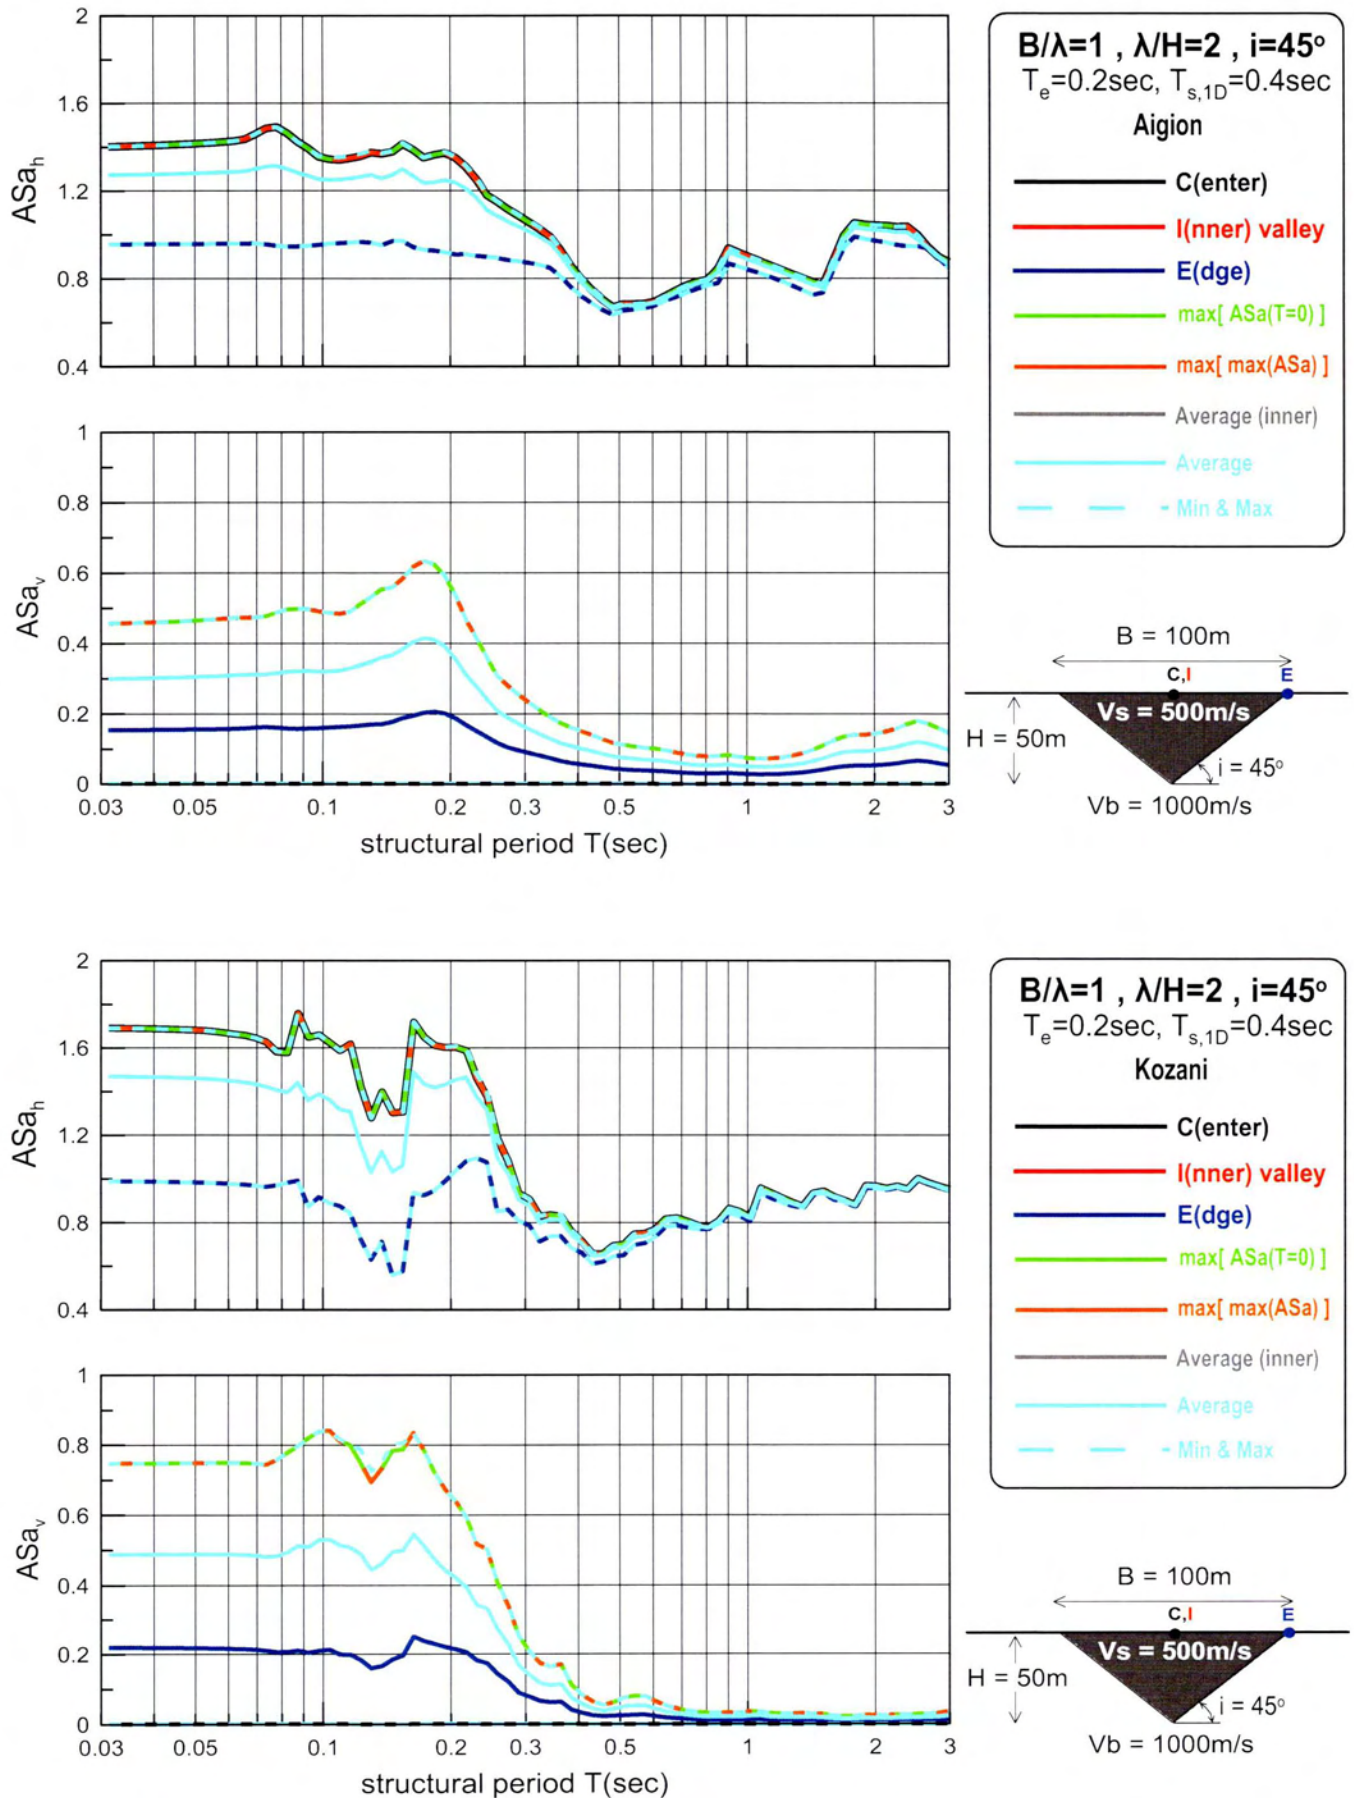 2
1.6
1.2
0.8
0.4
ASa_h
B/λ=1 , λ/H=2 , i=45°
T_e=0.2sec, T_s,1D=0.4sec
Aigion
C(enter)
I(nner) valley
E(dge)
max[ ASa(T=0) ]
max[ max(ASa) ]
Average (inner)
Average
Min & Max
1
0.8
0.6
0.4
0.2
0
ASa_v
0.03 0.05 0.1 0.2 0.3 0.5 1 2 3
structural period T(sec)
B = 100m
C,I E
Vs = 500m/s
H = 50m
i = 45°
Vb = 1000m/s
2
1.6
1.2
0.8
0.4
ASa_h
B/λ=1 , λ/H=2 , i=45°
T_e=0.2sec, T_s,1D=0.4sec
Kozani
C(enter)
I(nner) valley
E(dge)
max[ ASa(T=0) ]
max[ max(ASa) ]
Average (inner)
Average
Min & Max
1
0.8
0.6
0.4
0.2
0
ASa_v
0.03 0.05 0.1 0.2 0.3 0.5 1 2 3
structural period T(sec)
B = 100m
C,I E
Vs = 500m/s
H = 50m
i = 45°
Vb = 1000m/s